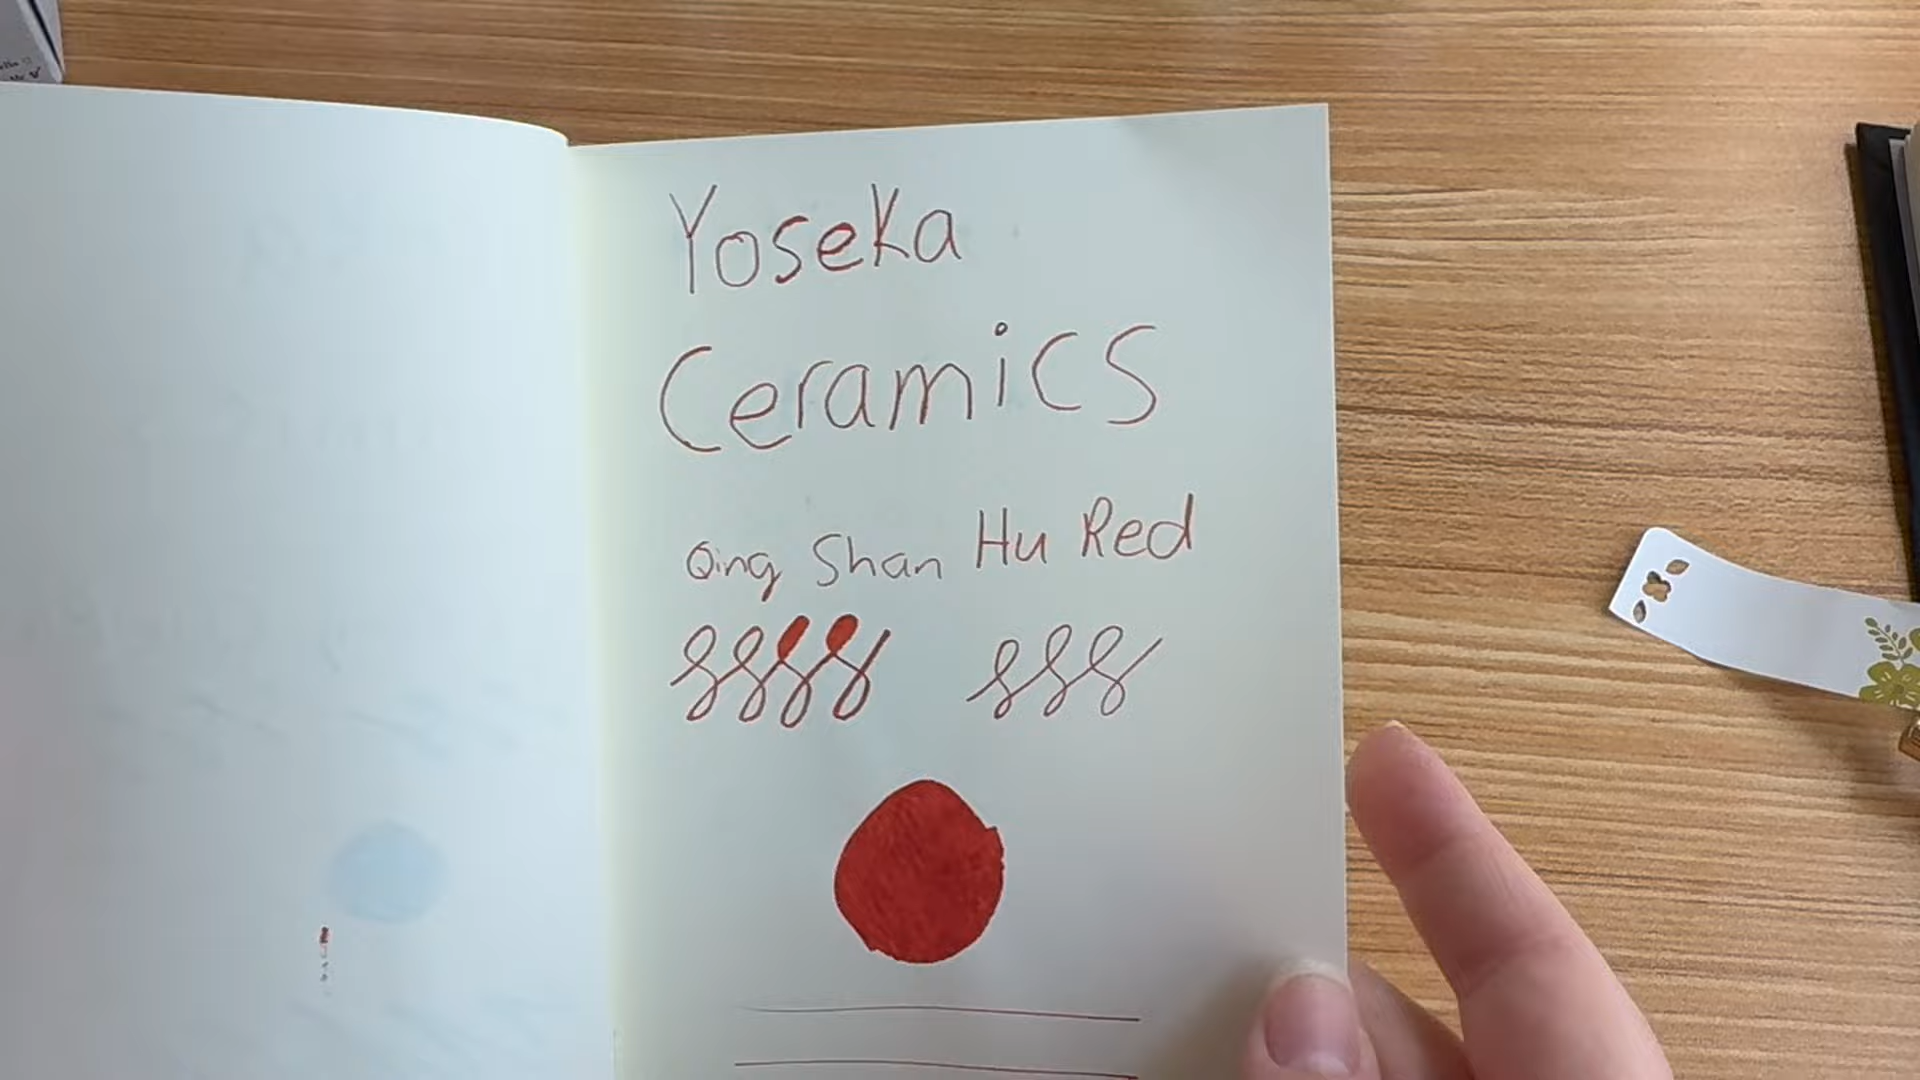 Yoseka
Ceramics
Qing Shan Hu Red